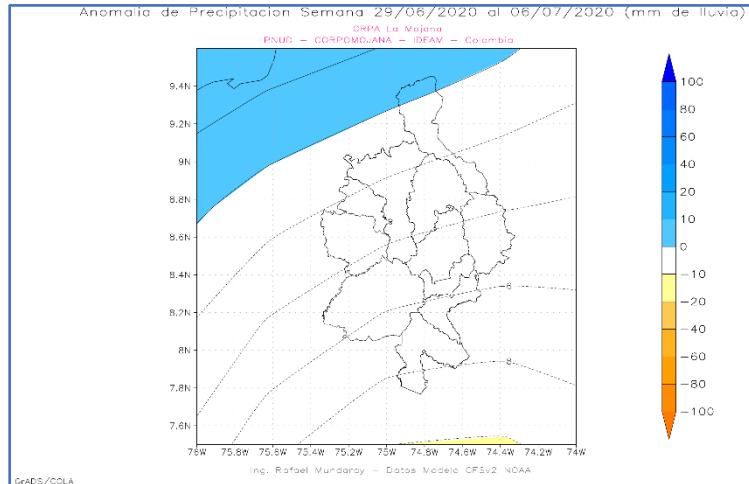 Anomalia de Precipitacion Semana 29/06/2020 al 06/07/2020 (mm de lluvia)
CRPA La Mojana
PNUD - CORPOMOJANA - IDEAM - Colombia
9.4N
9.2N
9N
8.8N
8.6N
8.4N
8.2N
8N
7.8N
7.6N
76W 75.8W 75.6W 75.4W 75.2W 75W 74.8W 74.6W 74.4W 74.2W 74W
6
8
100
80
60
40
20
10
0
-10
-20
-40
-60
-80
-100
Ing. Rafael Mundaray - Datos Modelo CFSv2 NOAA
GrADS/COLA